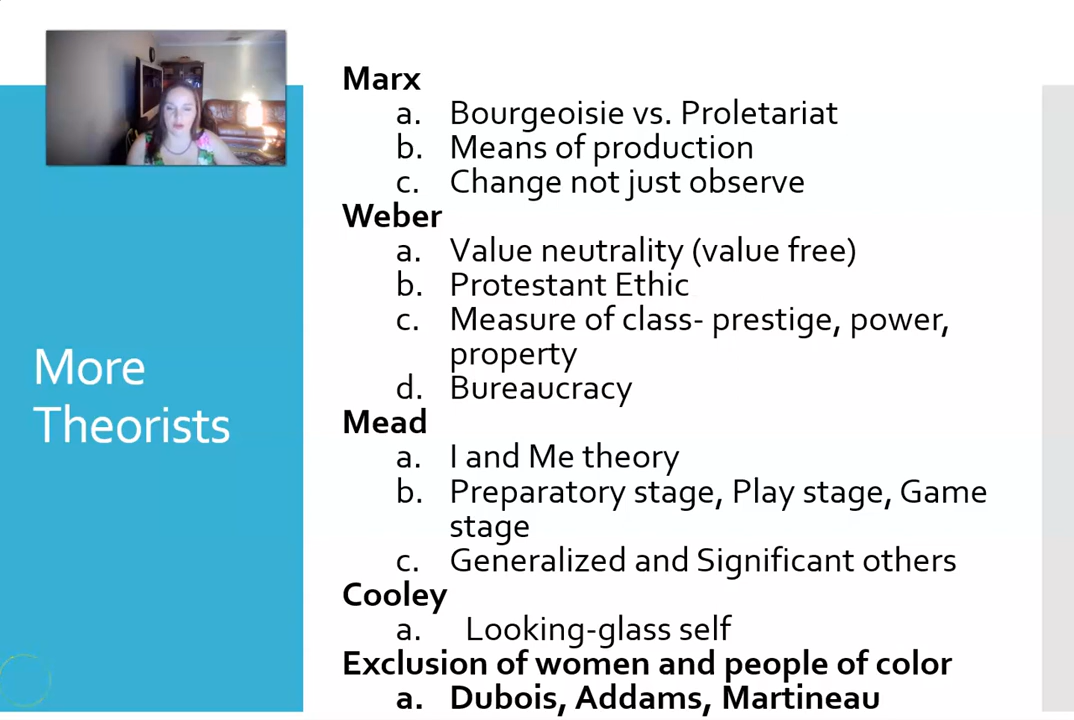 More
Theorists
Marx
a. Bourgeoisie vs. Proletariat
b. Means of production
c. Change not just observe
Weber
a. Value neutrality (value free)
b. Protestant Ethic
c. Measure of class- prestige, power,
property
d. Bureaucracy
Mead
a. I and Me theory
b. Preparatory stage, Play stage, Game
stage
c. Generalized and Significant others
Cooley
a. Looking-glass self
Exclusion of women and people of color
a. Dubois, Addams, Martineau